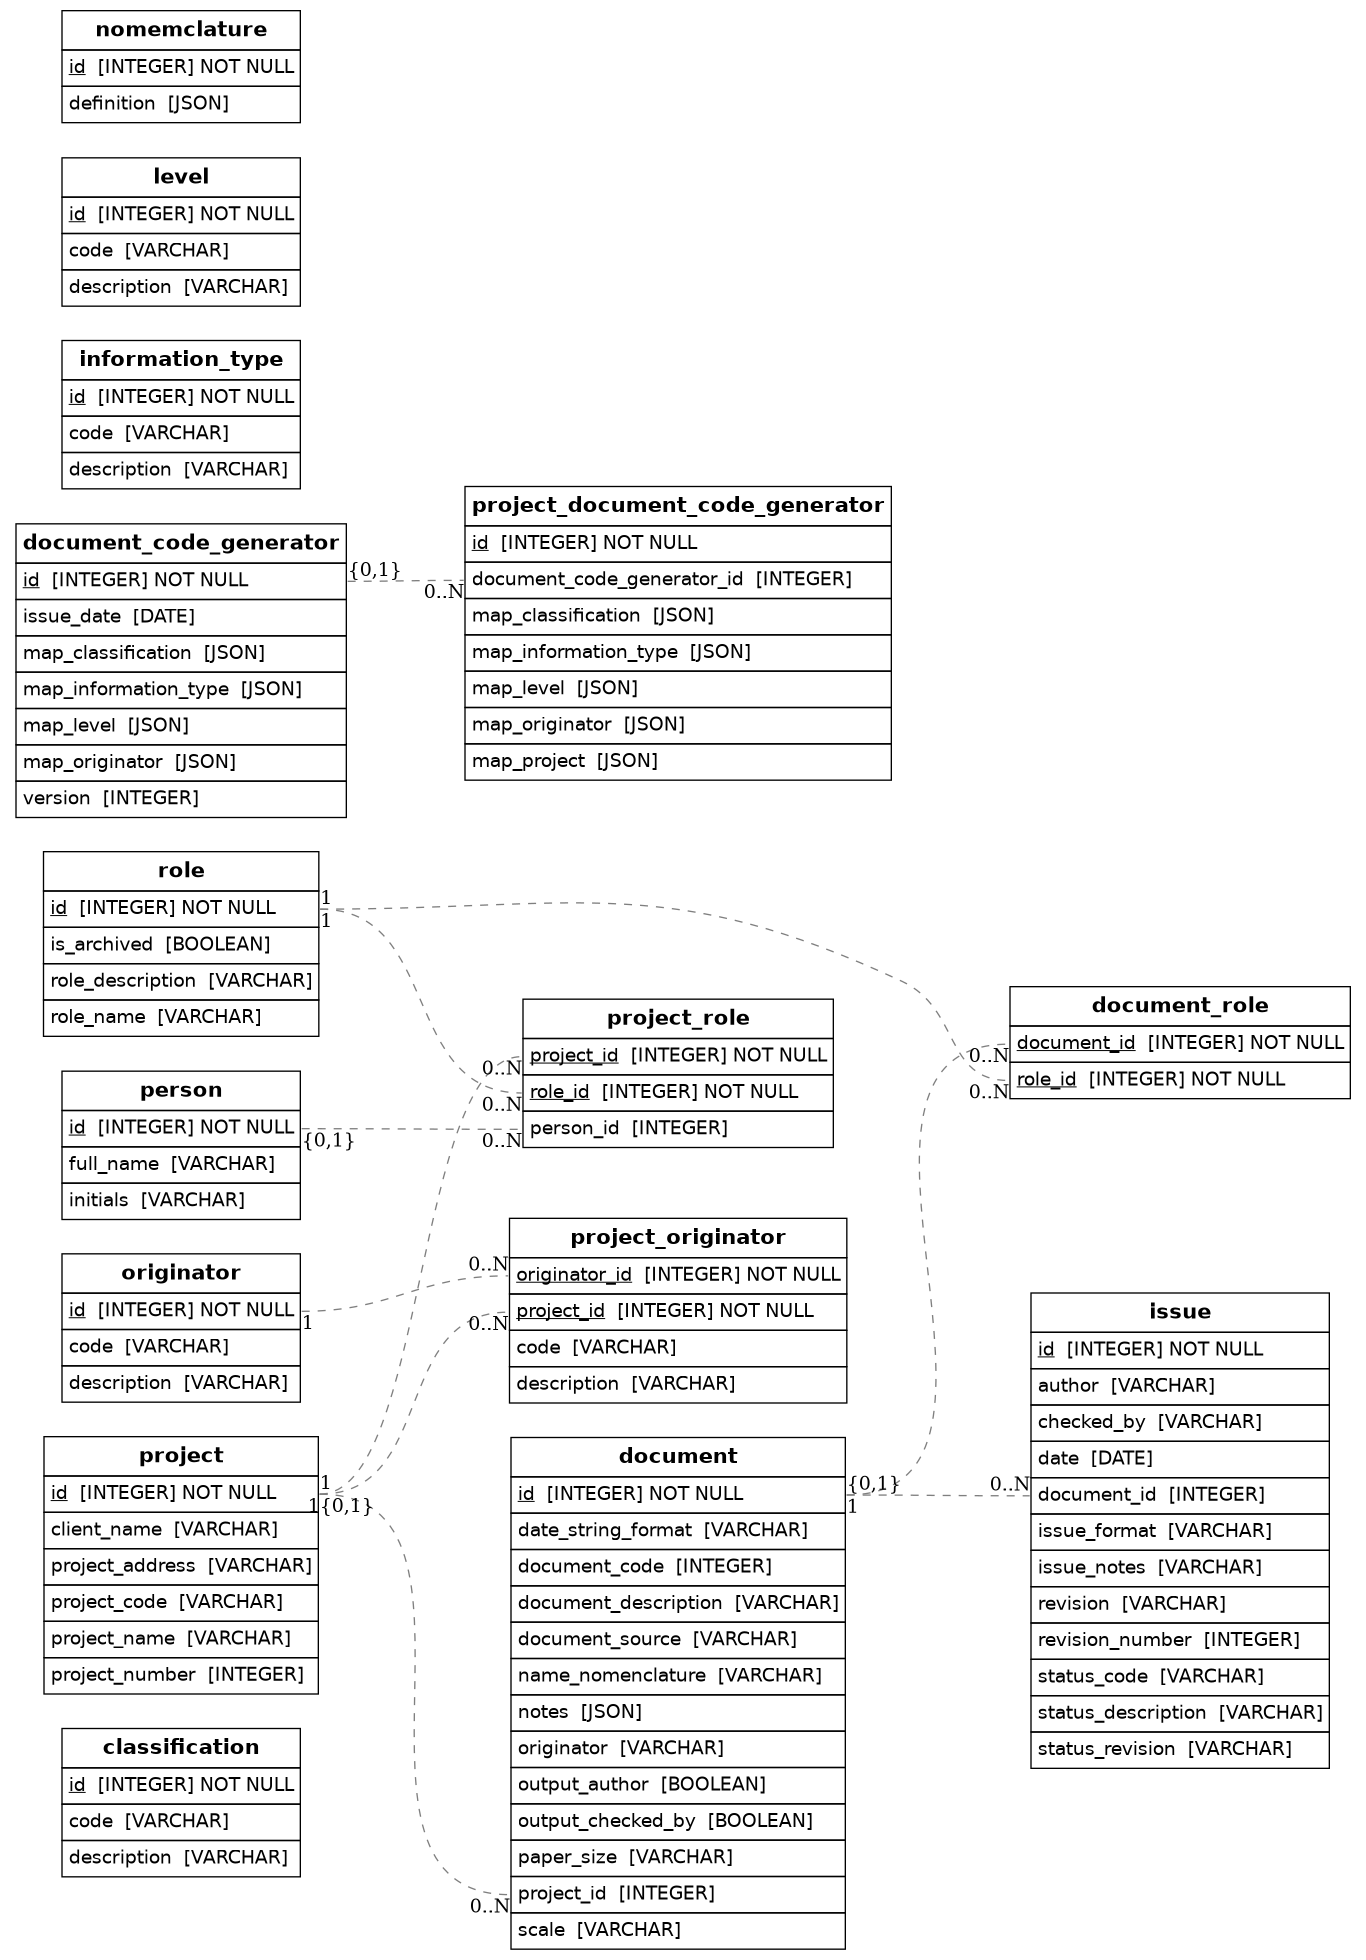 nomemclature
id [INTEGER] NOT NULL
definition [JSON]
level
id [INTEGER] NOT NULL
code [VARCHAR]
description [VARCHAR]
information_type
id [INTEGER] NOT NULL
code [VARCHAR]
description [VARCHAR]
document_code_generator
id [INTEGER] NOT NULL
issue_date [DATE]
map_classification [JSON]
map_information_type [JSON]
map_level [JSON]
map_originator [JSON]
version [INTEGER]
{0,1}
0..N
project_document_code_generator
id [INTEGER] NOT NULL
document_code_generator_id [INTEGER]
map_classification [JSON]
map_information_type [JSON]
map_level [JSON]
map_originator [JSON]
map_project [JSON]
role
id [INTEGER] NOT NULL
is_archived [BOOLEAN]
role_description [VARCHAR]
role_name [VARCHAR]
1
1
person
id [INTEGER] NOT NULL
full_name [VARCHAR]
initials [VARCHAR]
{0,1}
0..N
0..N
0..N
project_role
project_id [INTEGER] NOT NULL
role_id [INTEGER] NOT NULL
person_id [INTEGER]
0..N
0..N
document_role
document_id [INTEGER] NOT NULL
role_id [INTEGER] NOT NULL
originator
id [INTEGER] NOT NULL
code [VARCHAR]
description [VARCHAR]
1
0..N
0..N
project_originator
originator_id [INTEGER] NOT NULL
project_id [INTEGER] NOT NULL
code [VARCHAR]
description [VARCHAR]
project
id [INTEGER] NOT NULL
client_name [VARCHAR]
project_address [VARCHAR]
project_code [VARCHAR]
project_name [VARCHAR]
project_number [INTEGER]
1
1{0,1}
0..N
document
id [INTEGER] NOT NULL
date_string_format [VARCHAR]
document_code [INTEGER]
document_description [VARCHAR]
document_source [VARCHAR]
name_nomenclature [VARCHAR]
notes [JSON]
originator [VARCHAR]
output_author [BOOLEAN]
output_checked_by [BOOLEAN]
paper_size [VARCHAR]
project_id [INTEGER]
scale [VARCHAR]
{0,1}
1
0..N
issue
id [INTEGER] NOT NULL
author [VARCHAR]
checked_by [VARCHAR]
date [DATE]
document_id [INTEGER]
issue_format [VARCHAR]
issue_notes [VARCHAR]
revision [VARCHAR]
revision_number [INTEGER]
status_code [VARCHAR]
status_description [VARCHAR]
status_revision [VARCHAR]
classification
id [INTEGER] NOT NULL
code [VARCHAR]
description [VARCHAR]